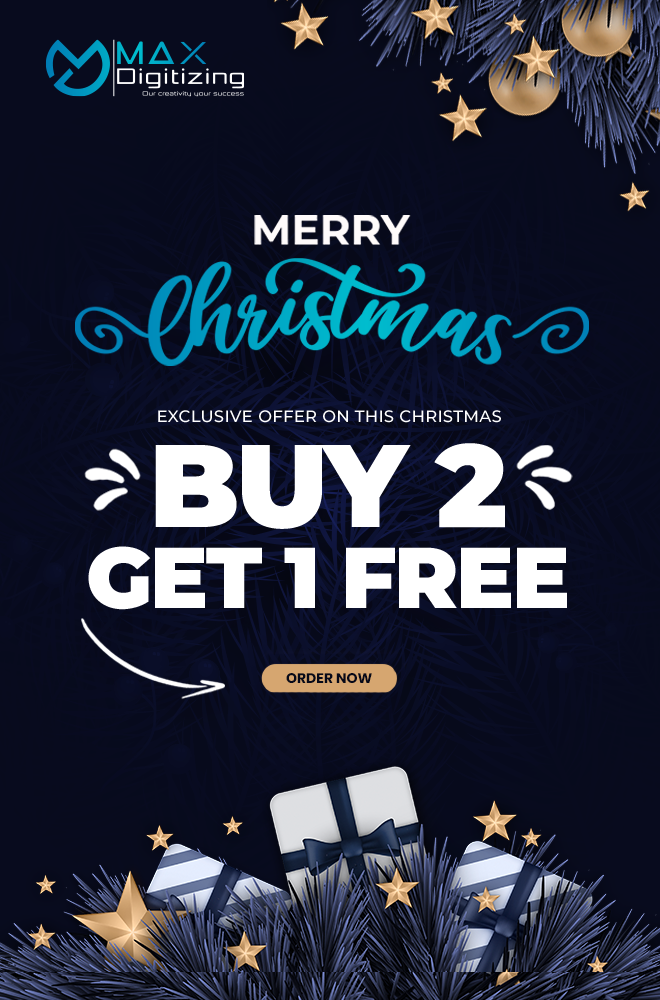 MAX
Digitizing
Our creativity your success
MERRY
Christmas
EXCLUSIVE OFFER ON THIS CHRISTMAS
BUY 2
GET 1 FREE
ORDER NOW